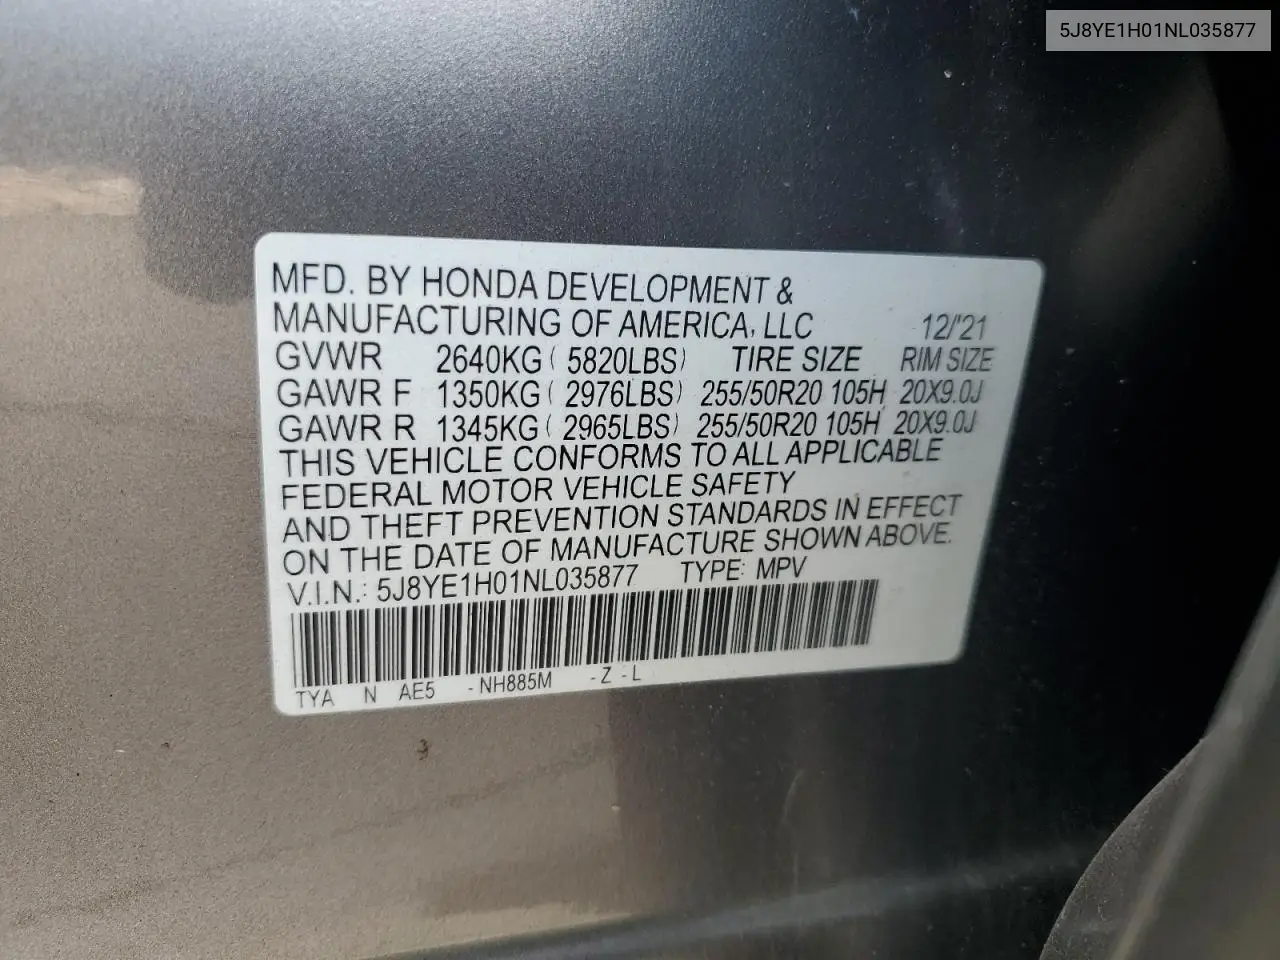 5J8YE1H01NL035877
MFD. BY HONDA DEVELOPMENT &
MANUFACTURING OF AMERICA, LLC 12/'21
GVWR 2640KG ( 5820LBS) TIRE SIZE RIM SIZE
GAWR F 1350KG ( 2976LBS) 255/50R20 105H 20X9.0J
GAWR R 1345KG ( 2965LBS) 255/50R20 105H 20X9.0J
THIS VEHICLE CONFORMS TO ALL APPLICABLE
FEDERAL MOTOR VEHICLE SAFETY
AND THEFT PREVENTION STANDARDS IN EFFECT
ON THE DATE OF MANUFACTURE SHOWN ABOVE.
V.I.N.: 5J8YE1H01NL035877 TYPE: MPV
TYA N AE5 -NH885M -Z -L